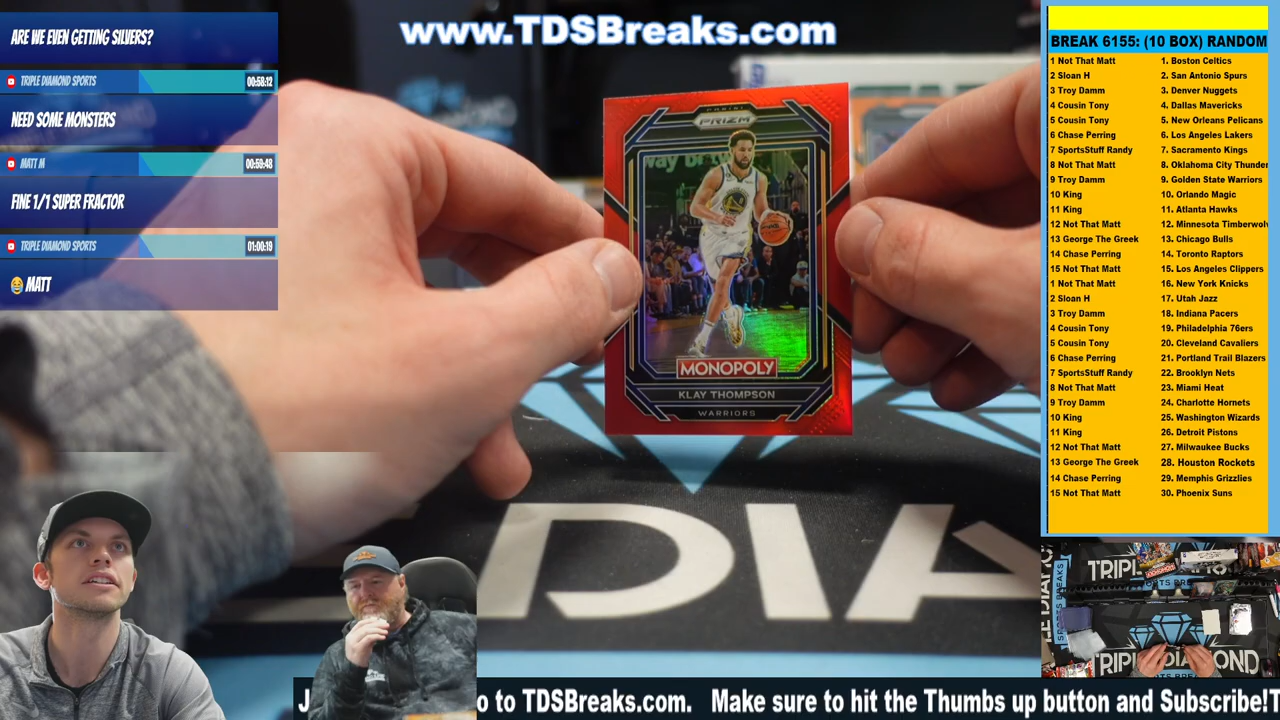 www.TDSBreaks.com
ARE WE EVEN GETTING SILVERS?
TRIPLE DIAMOND SPORTS 00:58:12
NEED SOME MONSTERS
MATT M 00:59:48
FINE 1/1 SUPER FRACTOR
TRIPLE DIAMOND SPORTS 01:00:19
😂 MATT
PANINI
PRIZM
MONOPOLY
KLAY THOMPSON
WARRIORS
DIA
BREAK 6155: (10 BOX) RANDOM
1 Not That Matt 1. Boston Celtics
2 Sloan H 2. San Antonio Spurs
3 Troy Damm 3. Denver Nuggets
4 Cousin Tony 4. Dallas Mavericks
5 Cousin Tony 5. New Orleans Pelicans
6 Chase Perring 6. Los Angeles Lakers
7 SportsStuff Randy 7. Sacramento Kings
8 Not That Matt 8. Oklahoma City Thunder
9 Troy Damm 9. Golden State Warriors
10 King 10. Orlando Magic
11 King 11. Atlanta Hawks
12 Not That Matt 12. Minnesota Timberwol
13 George The Greek 13. Chicago Bulls
14 Chase Perring 14. Toronto Raptors
15 Not That Matt 15. Los Angeles Clippers
1 Not That Matt 16. New York Knicks
2 Sloan H 17. Utah Jazz
3 Troy Damm 18. Indiana Pacers
4 Cousin Tony 19. Philadelphia 76ers
5 Cousin Tony 20. Cleveland Cavaliers
6 Chase Perring 21. Portland Trail Blazers
7 SportsStuff Randy 22. Brooklyn Nets
8 Not That Matt 23. Miami Heat
9 Troy Damm 24. Charlotte Hornets
10 King 25. Washington Wizards
11 King 26. Detroit Pistons
12 Not That Matt 27. Milwaukee Bucks
13 George The Greek 28. Houston Rockets
14 Chase Perring 29. Memphis Grizzlies
15 Not That Matt 30. Phoenix Suns
TRIPL
TRIPL DIAMOND
J o to TDSBreaks.com. Make sure to hit the Thumbs up button and Subscribe!T